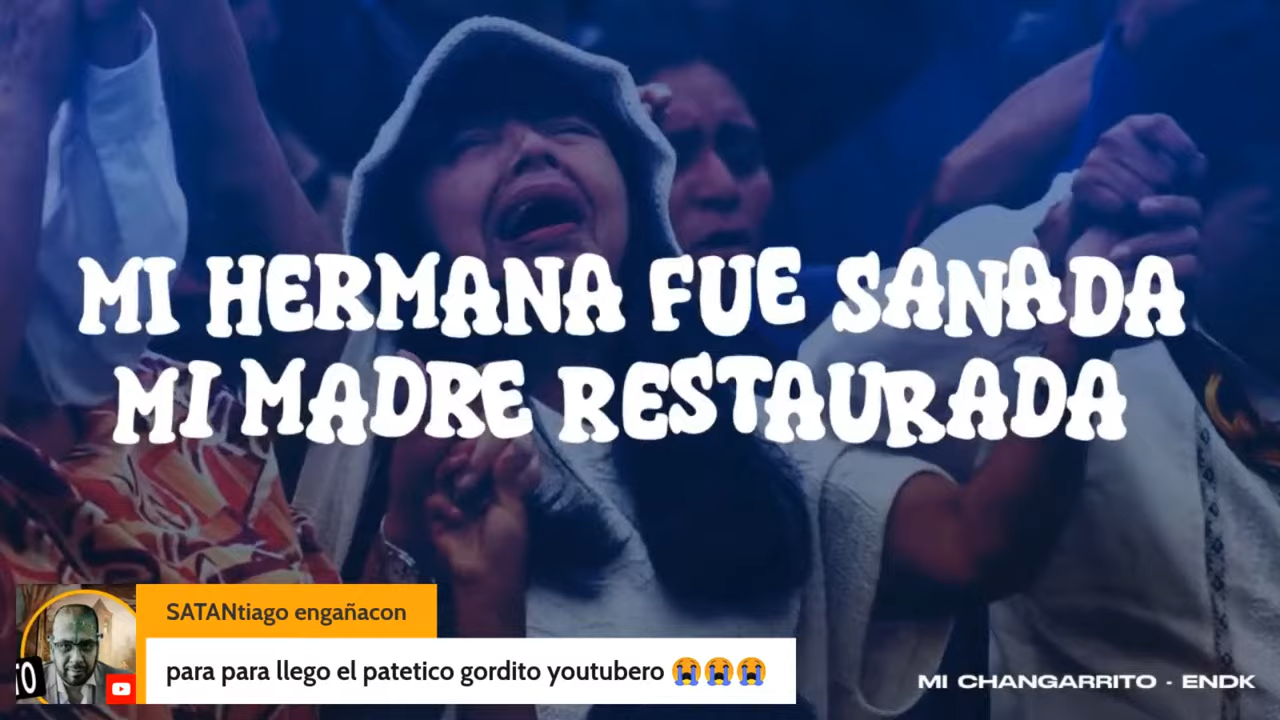 MI HERMANA FUE SANADA
MI MADRE RESTAURADA
SATANtiago engañacon
para para llego el patetico gordito youtubero 😭😭😭
TO
MI CHANGARRITO - ENDK